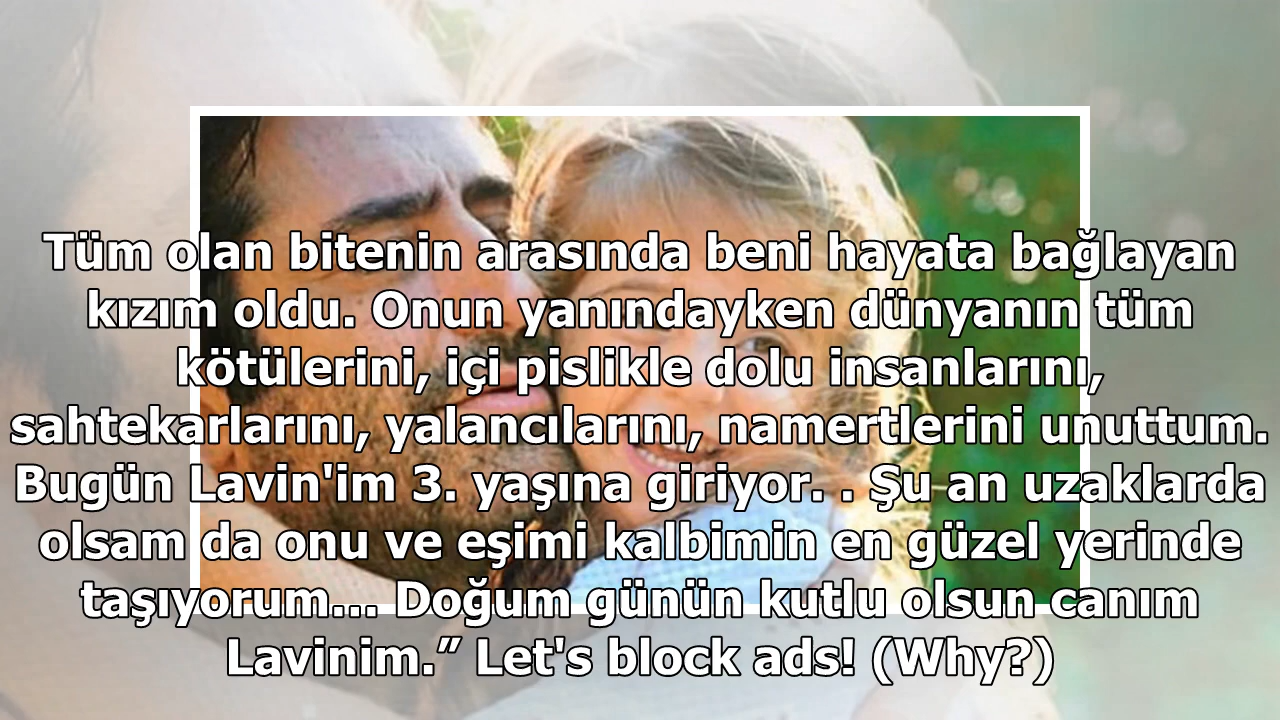 Tüm olan bitenin arasında beni hayata bağlayan
kızım oldu. Onun yanındayken dünyanın tüm
kötülerini, içi pislikle dolu insanlarını,
sahtekarlarını, yalancılarını, namertlerini unuttum.
Bugün Lavin'im 3. yaşına giriyor. . Şu an uzaklarda
olsam da onu ve eşimi kalbimin en güzel yerinde
taşıyorum... Doğum günün kutlu olsun canım
Lavinim.” Let's block ads! (Why?)